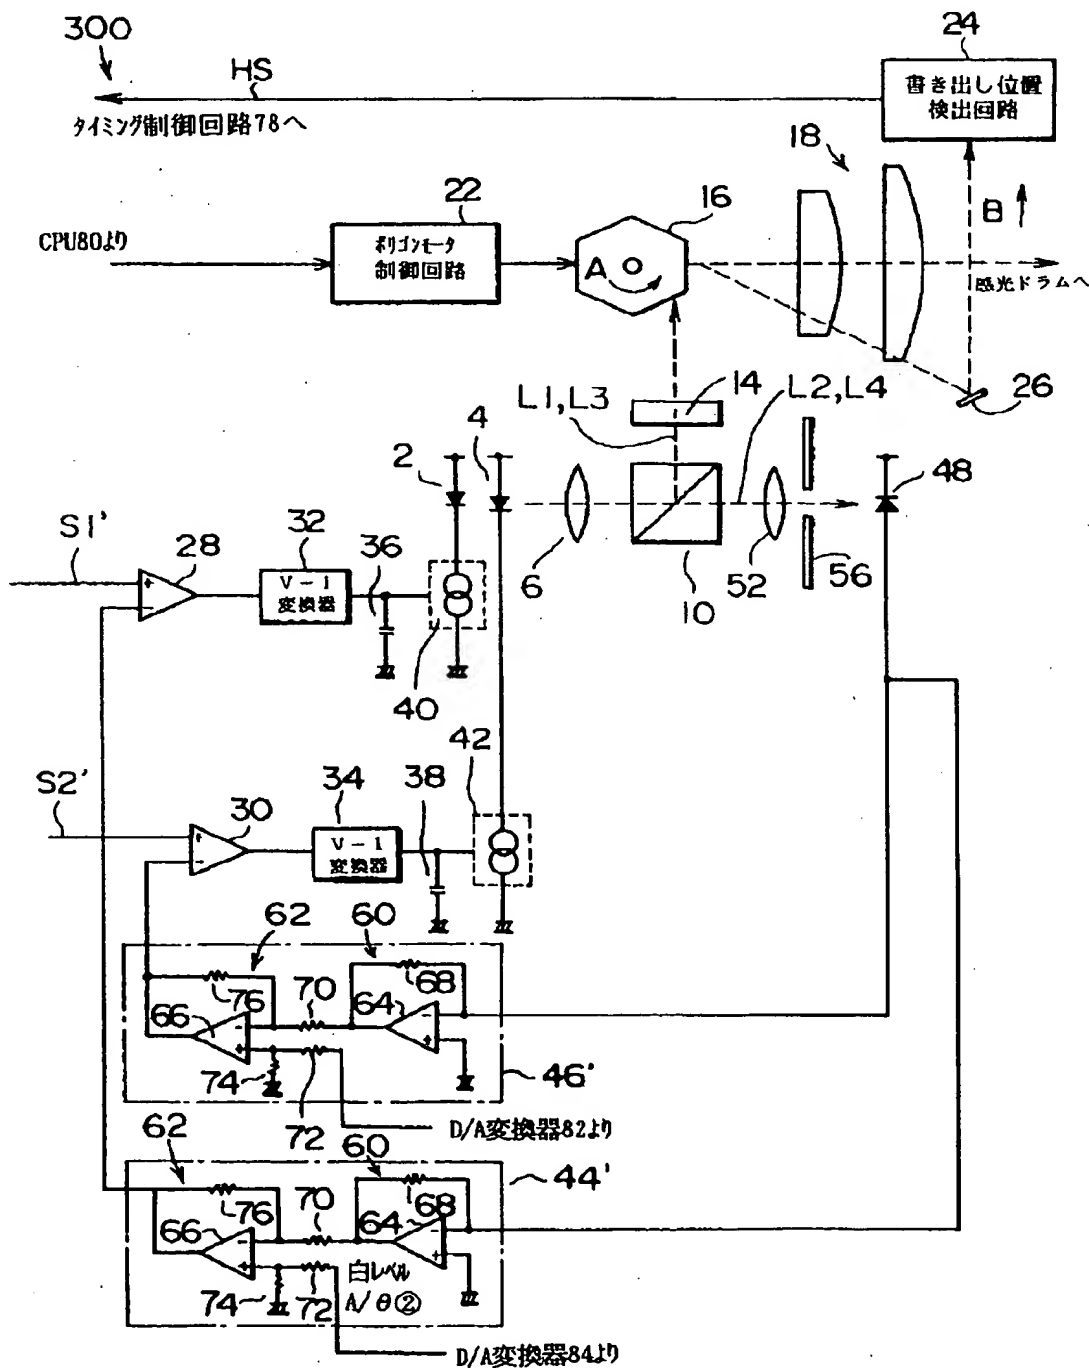 300
24
HS
書き出し位置
検出回路
タイミング制御回路78へ
18
22
16
B
CPU80より
ポリゴンモータ
制御回路
A
感光ドラムへ
14
L1,L3
L2,L4
26
4
2
48
S1'
28
32
36
V-I
変換器
6
52
56
10
40
42
S2'
30
34
38
V-I
変換器
62
60
76
70
68
66
64
74
46'
72
D/A変換器82より
62
60
44'
76
70
68
66
64
白レベル
74
72
A/θ②
D/A変換器84より